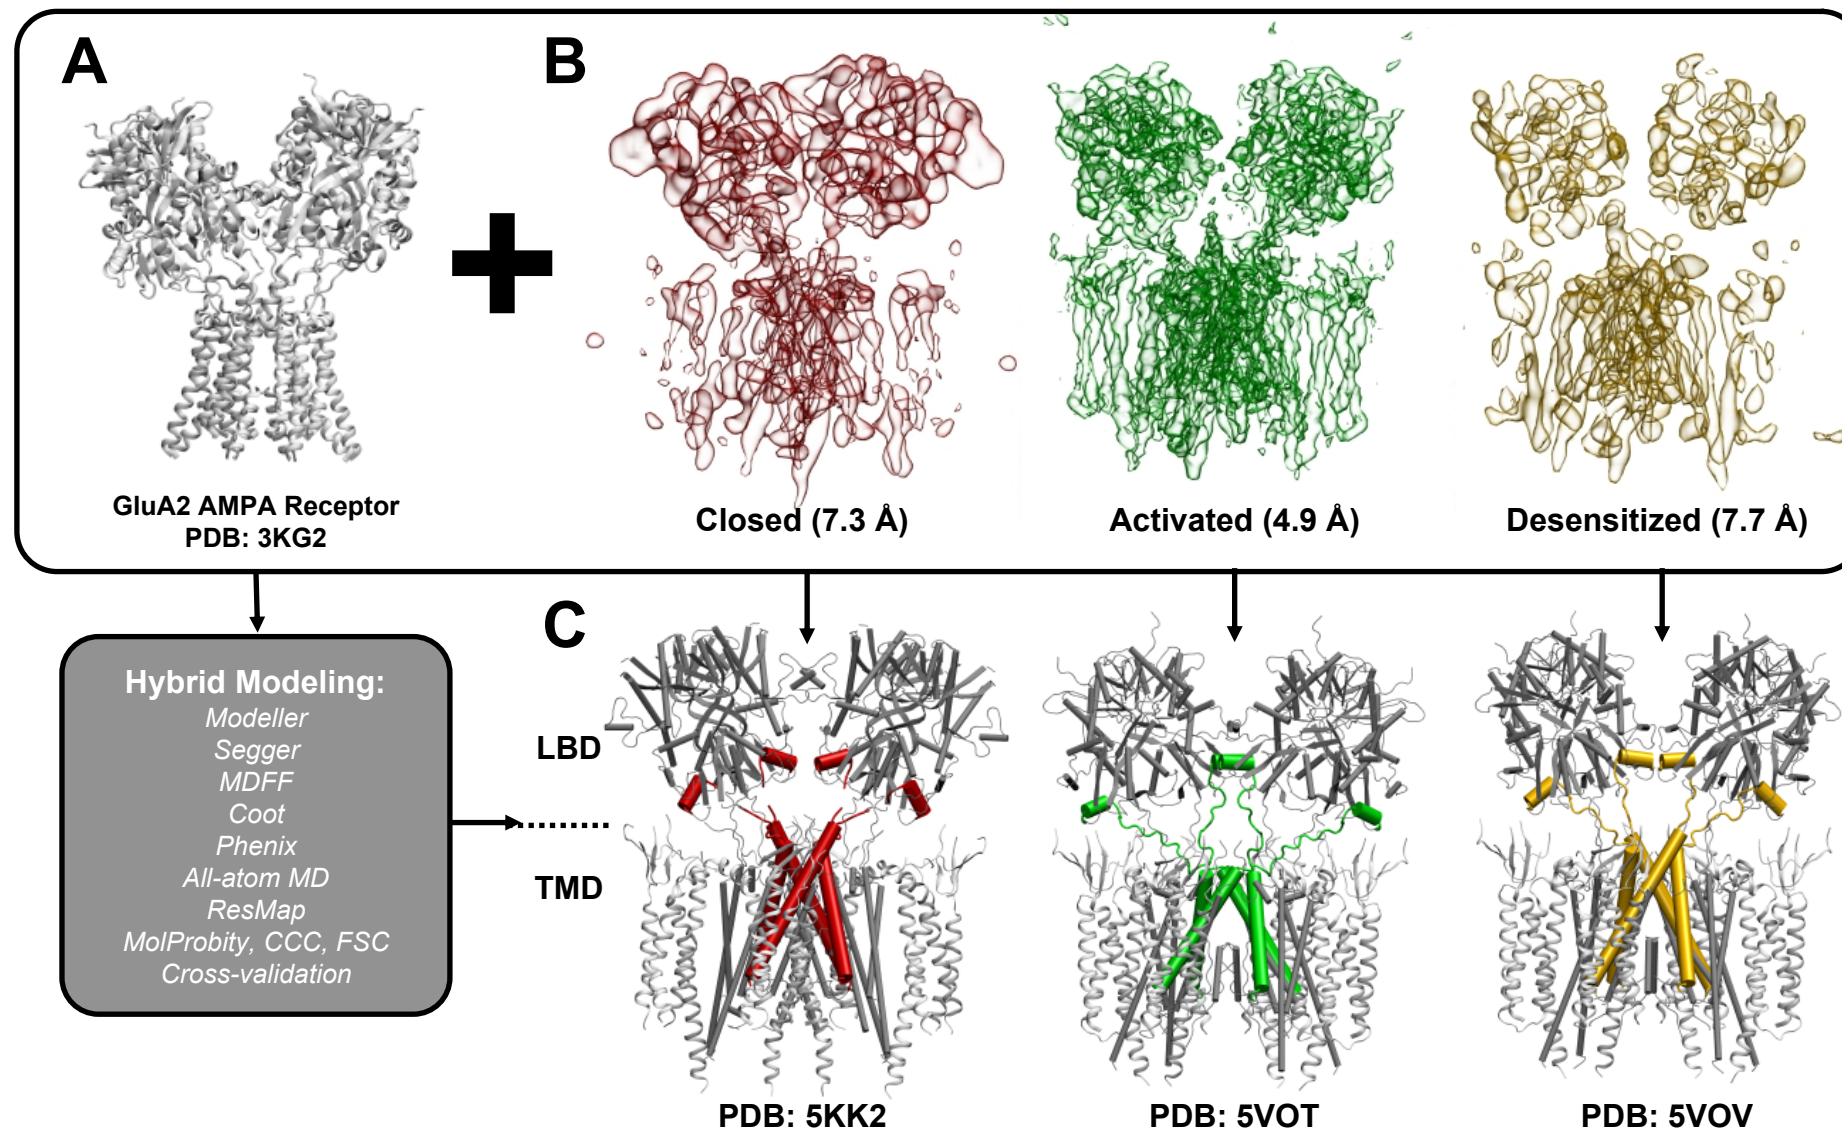 A
B
GluA2 AMPA Receptor
PDB: 3KG2
Closed (7.3 Å)
Activated (4.9 Å)
Desensitized (7.7 Å)
Hybrid Modeling:
Modeller
Segger
MDFF
Coot
Phenix
All-atom MD
ResMap
MolProbity, CCC, FSC
Cross-validation
C
LBD
TMD
PDB: 5KK2
PDB: 5VOT
PDB: 5VOV